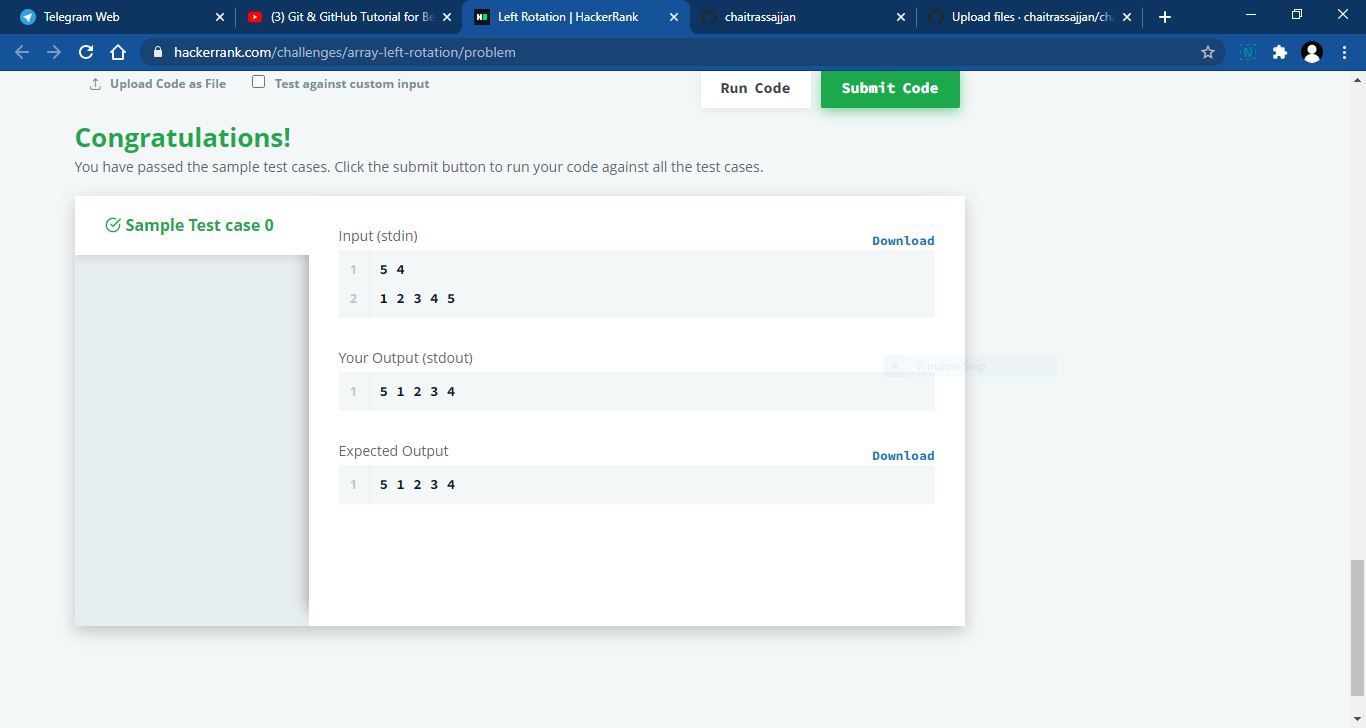 Telegram Web
(3) Git & GitHub Tutorial for Be
Left Rotation | HackerRank
chaitrassajjan
Upload files · chaitrassajjan/cha
hackerrank.com/challenges/array-left-rotation/problem
Upload Code as File
Test against custom input
Run Code
Submit Code
Congratulations!
You have passed the sample test cases. Click the submit button to run your code against all the test cases.
Sample Test case 0
Input (stdin)
Download
1 5 4
2 1 2 3 4 5
Your Output (stdout)
Window Snip
1 5 1 2 3 4
Expected Output
Download
1 5 1 2 3 4